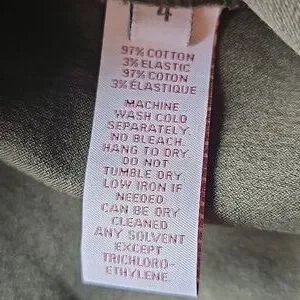 4
97% COTTON
3% ELASTIC
97% COTON
3% ÉLASTIQUE
MACHINE
WASH COLD
SEPARATELY.
NO BLEACH
HANG TO DRY.
DO NOT
TUMBLE DRY
LOW IRON IF
NEEDED
CAN BE DRY
CLEANED
ANY SOLVENT
EXCEPT
TRICHLORO-
ETHYLENE.